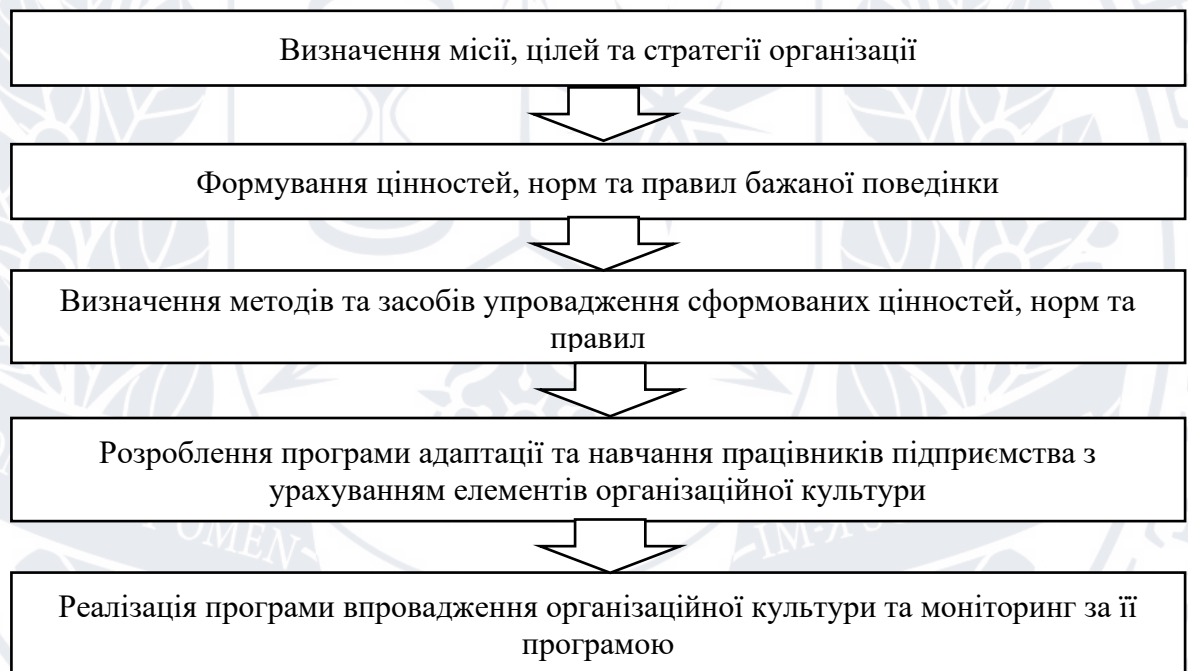 Визначення місії, цілей та стратегії організації
Формування цінностей, норм та правил бажаної поведінки
Визначення методів та засобів упровадження сформованих цінностей, норм та
правил
Розроблення програми адаптації та навчання працівників підприємства з
урахуванням елементів організаційної культури
OMEN
ІМ-Я
Реалізація програми впровадження організаційної культури та моніторинг за її
програмою